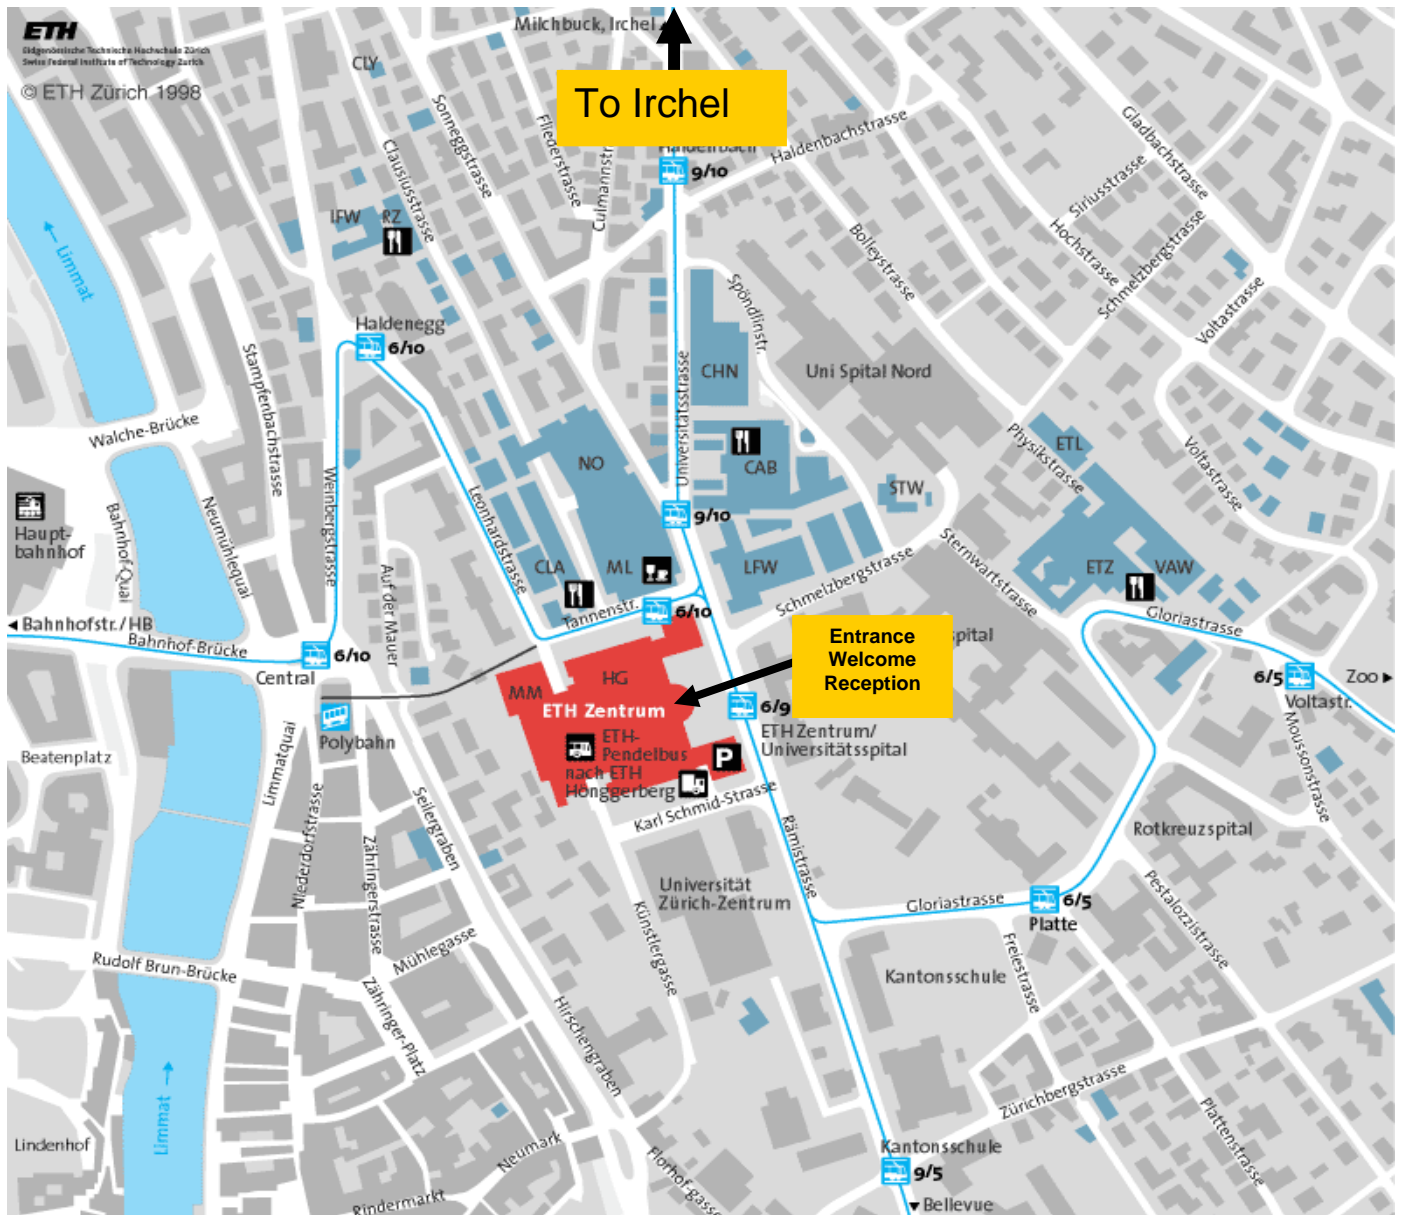 ETH
Eidgenössische Technische Hochschule Zürich
Swiss Federal Institute of Technology Zurich
© ETH Zürich 1998
Milchbuck, Irchel
To Irchel
CLY
Sonneggstrasse
Fliederstrasse
Culmannstr.
Haldenbach
9/10
Haldenbachstrasse
Gladbachstrasse
Siriusstrasse
Hochstrasse
Schmelzbergstrasse
Voltastrasse
Bolleystrasse
Clausiusstrasse
IFW
RZ
Limmat
Haldenegg
6/10
Stampfenbachstrasse
Spöndlinstr.
Universitätsstrasse
CHN
Uni Spital Nord
Walche-Brücke
Weinbergstrasse
Leonhardstrasse
NO
CAB
ETL
Physikstrasse
Voltastrasse
STW
Haupt-
bahnhof
Bahnhof-Quai
Neumühlequai
9/10
CLA
ML
LFW
ETZ
VAW
Auf der Mauer
Tannenstr.
6/10
Schmelzbergstrasse
Sternwartstrasse
Gloriastrasse
Bahnhofstr./HB
Bahnhof-Brücke
Central
6/10
Entrance
Welcome
Reception
spital
6/5
Voltastr.
Zoo
MM
HG
ETH Zentrum
6/9
ETH Zentrum/
Universitätsspital
Polybahn
ETH-
Pendelbus
nach ETH
Hönggerberg
P
Karl Schmid-Strasse
Beatenplatz
Limmatquai
Niederdorfstrasse
Zähringerstrasse
Seilergraben
Moussonstrasse
Rämistrasse
Rotkreuzspital
Universität
Zürich-Zentrum
Künstlergasse
Gloriastrasse
6/5
Platte
Pestalozzistrasse
Freiestrasse
Rudolf Brun-Brücke
Mühlegasse
Zähringer-Platz
Hirschengraben
Kantonsschule
Limmat
Lindenhof
Zürichbergstrasse
Plattenstrasse
Neumark
Florhof-gasse
Rindermarkt
Kantonsschule
9/5
Bellevue